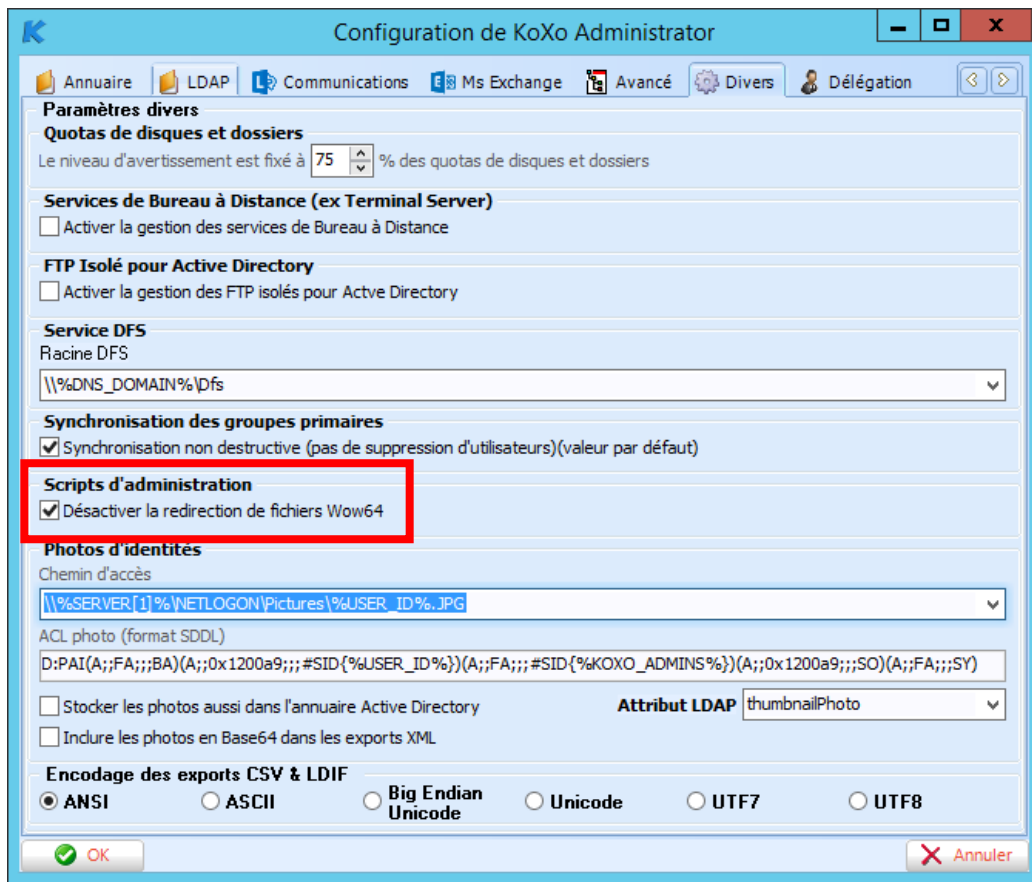 Configuration de KoXo Administrator
Annuaire LDAP Communications Ms Exchange Avancé Divers Délégation
Paramètres divers
Quotas de disques et dossiers
Le niveau d'avertissement est fixé à 75 % des quotas de disques et dossiers
Services de Bureau à Distance (ex Terminal Server)
Activer la gestion des services de Bureau à Distance
FTP Isolé pour Active Directory
Activer la gestion des FTP isolés pour Actve Directory
Service DFS
Racine DFS
\\%DNS_DOMAIN%\Dfs
Synchronisation des groupes primaires
Synchronisation non destructive (pas de suppression d'utilisateurs)(valeur par défaut)
Scripts d'administration
Désactiver la redirection de fichiers Wow64
Photos d'identités
Chemin d'accès
\\%SERVER[1]%\NETLOGON\Pictures\%USER_ID%.JPG
ACL photo (format SDDL)
D:PAI(A;;FA;;;BA)(A;;0x1200a9;;;#SID{%USER_ID%})(A;;FA;;;#SID{%KOXO_ADMINS%})(A;;0x1200a9;;;SO)(A;;FA;;;SY)
Stocker les photos aussi dans l'annuaire Active Directory Attribut LDAP thumbnailPhoto
Inclure les photos en Base64 dans les exports XML
Encodage des exports CSV & LDIF
ANSI ASCII Big Endian Unicode Unicode UTF7 UTF8
OK Annuler